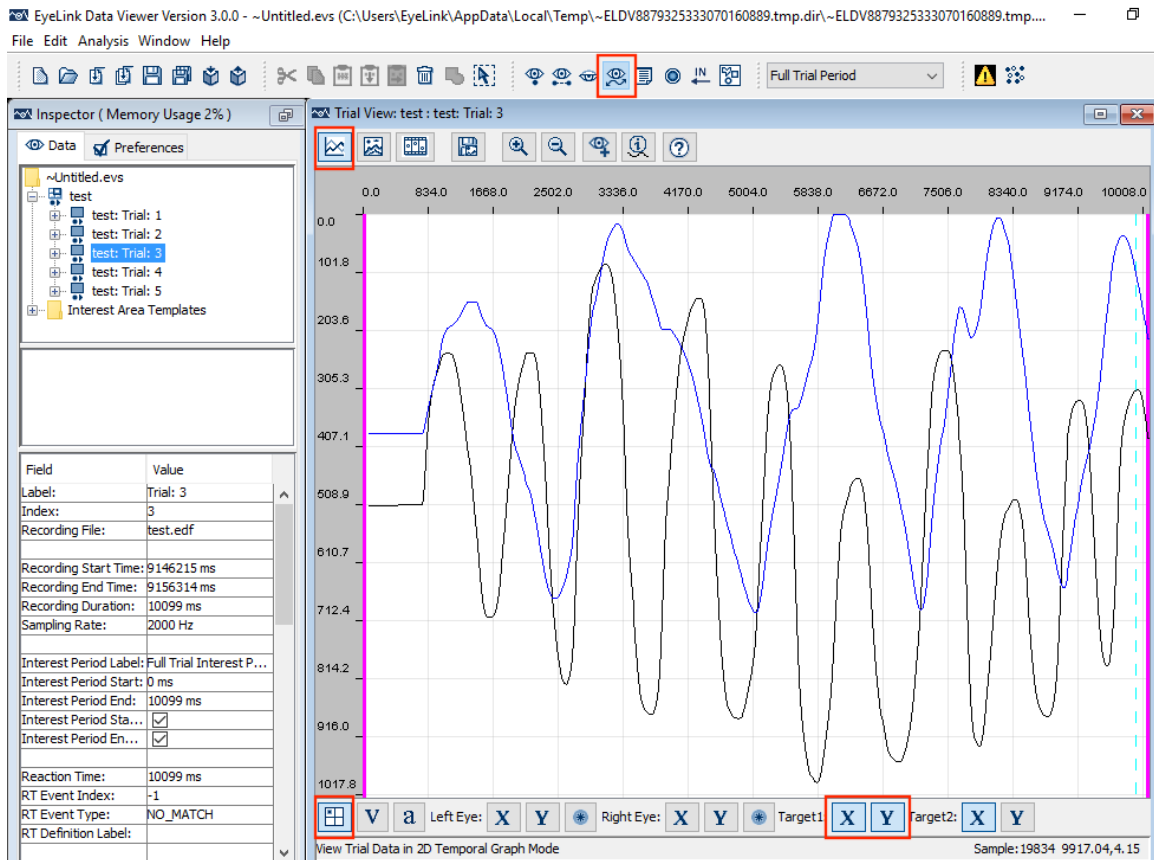 EyeLink Data Viewer Version 3.0.0 - ~Untitled.evs (C:\Users\EyeLink\AppData\Local\Temp\~ELDV8879325333070160889.tmp.dir\~ELDV8879325333070160889.tmp....
File Edit Analysis Window Help
IN Full Trial Period
Inspector ( Memory Usage 2% )
Data Preferences
~Untitled.evs
test
test: Trial: 1
test: Trial: 2
test: Trial: 3
test: Trial: 4
test: Trial: 5
Interest Area Templates
Field Value
Label: Trial: 3
Index: 3
Recording File: test.edf
Recording Start Time: 9146215 ms
Recording End Time: 9156314 ms
Recording Duration: 10099 ms
Sampling Rate: 2000 Hz
Interest Period Label: Full Trial Interest P...
Interest Period Start: 0 ms
Interest Period End: 10099 ms
Interest Period Sta...
Interest Period En...
Reaction Time: 10099 ms
RT Event Index: -1
RT Event Type: NO_MATCH
RT Definition Label:
Trial View: test : test: Trial: 3
0.0 834.0 1668.0 2502.0 3336.0 4170.0 5004.0 5838.0 6672.0 7506.0 8340.0 9174.0 10008.0
0.0
101.8
203.6
305.3
407.1
508.9
610.7
712.4
814.2
916.0
1017.8
V a Left Eye: X Y Right Eye: X Y Target1 X Y Target2: X Y
View Trial Data in 2D Temporal Graph Mode
Sample: 19834 9917.04,4.15